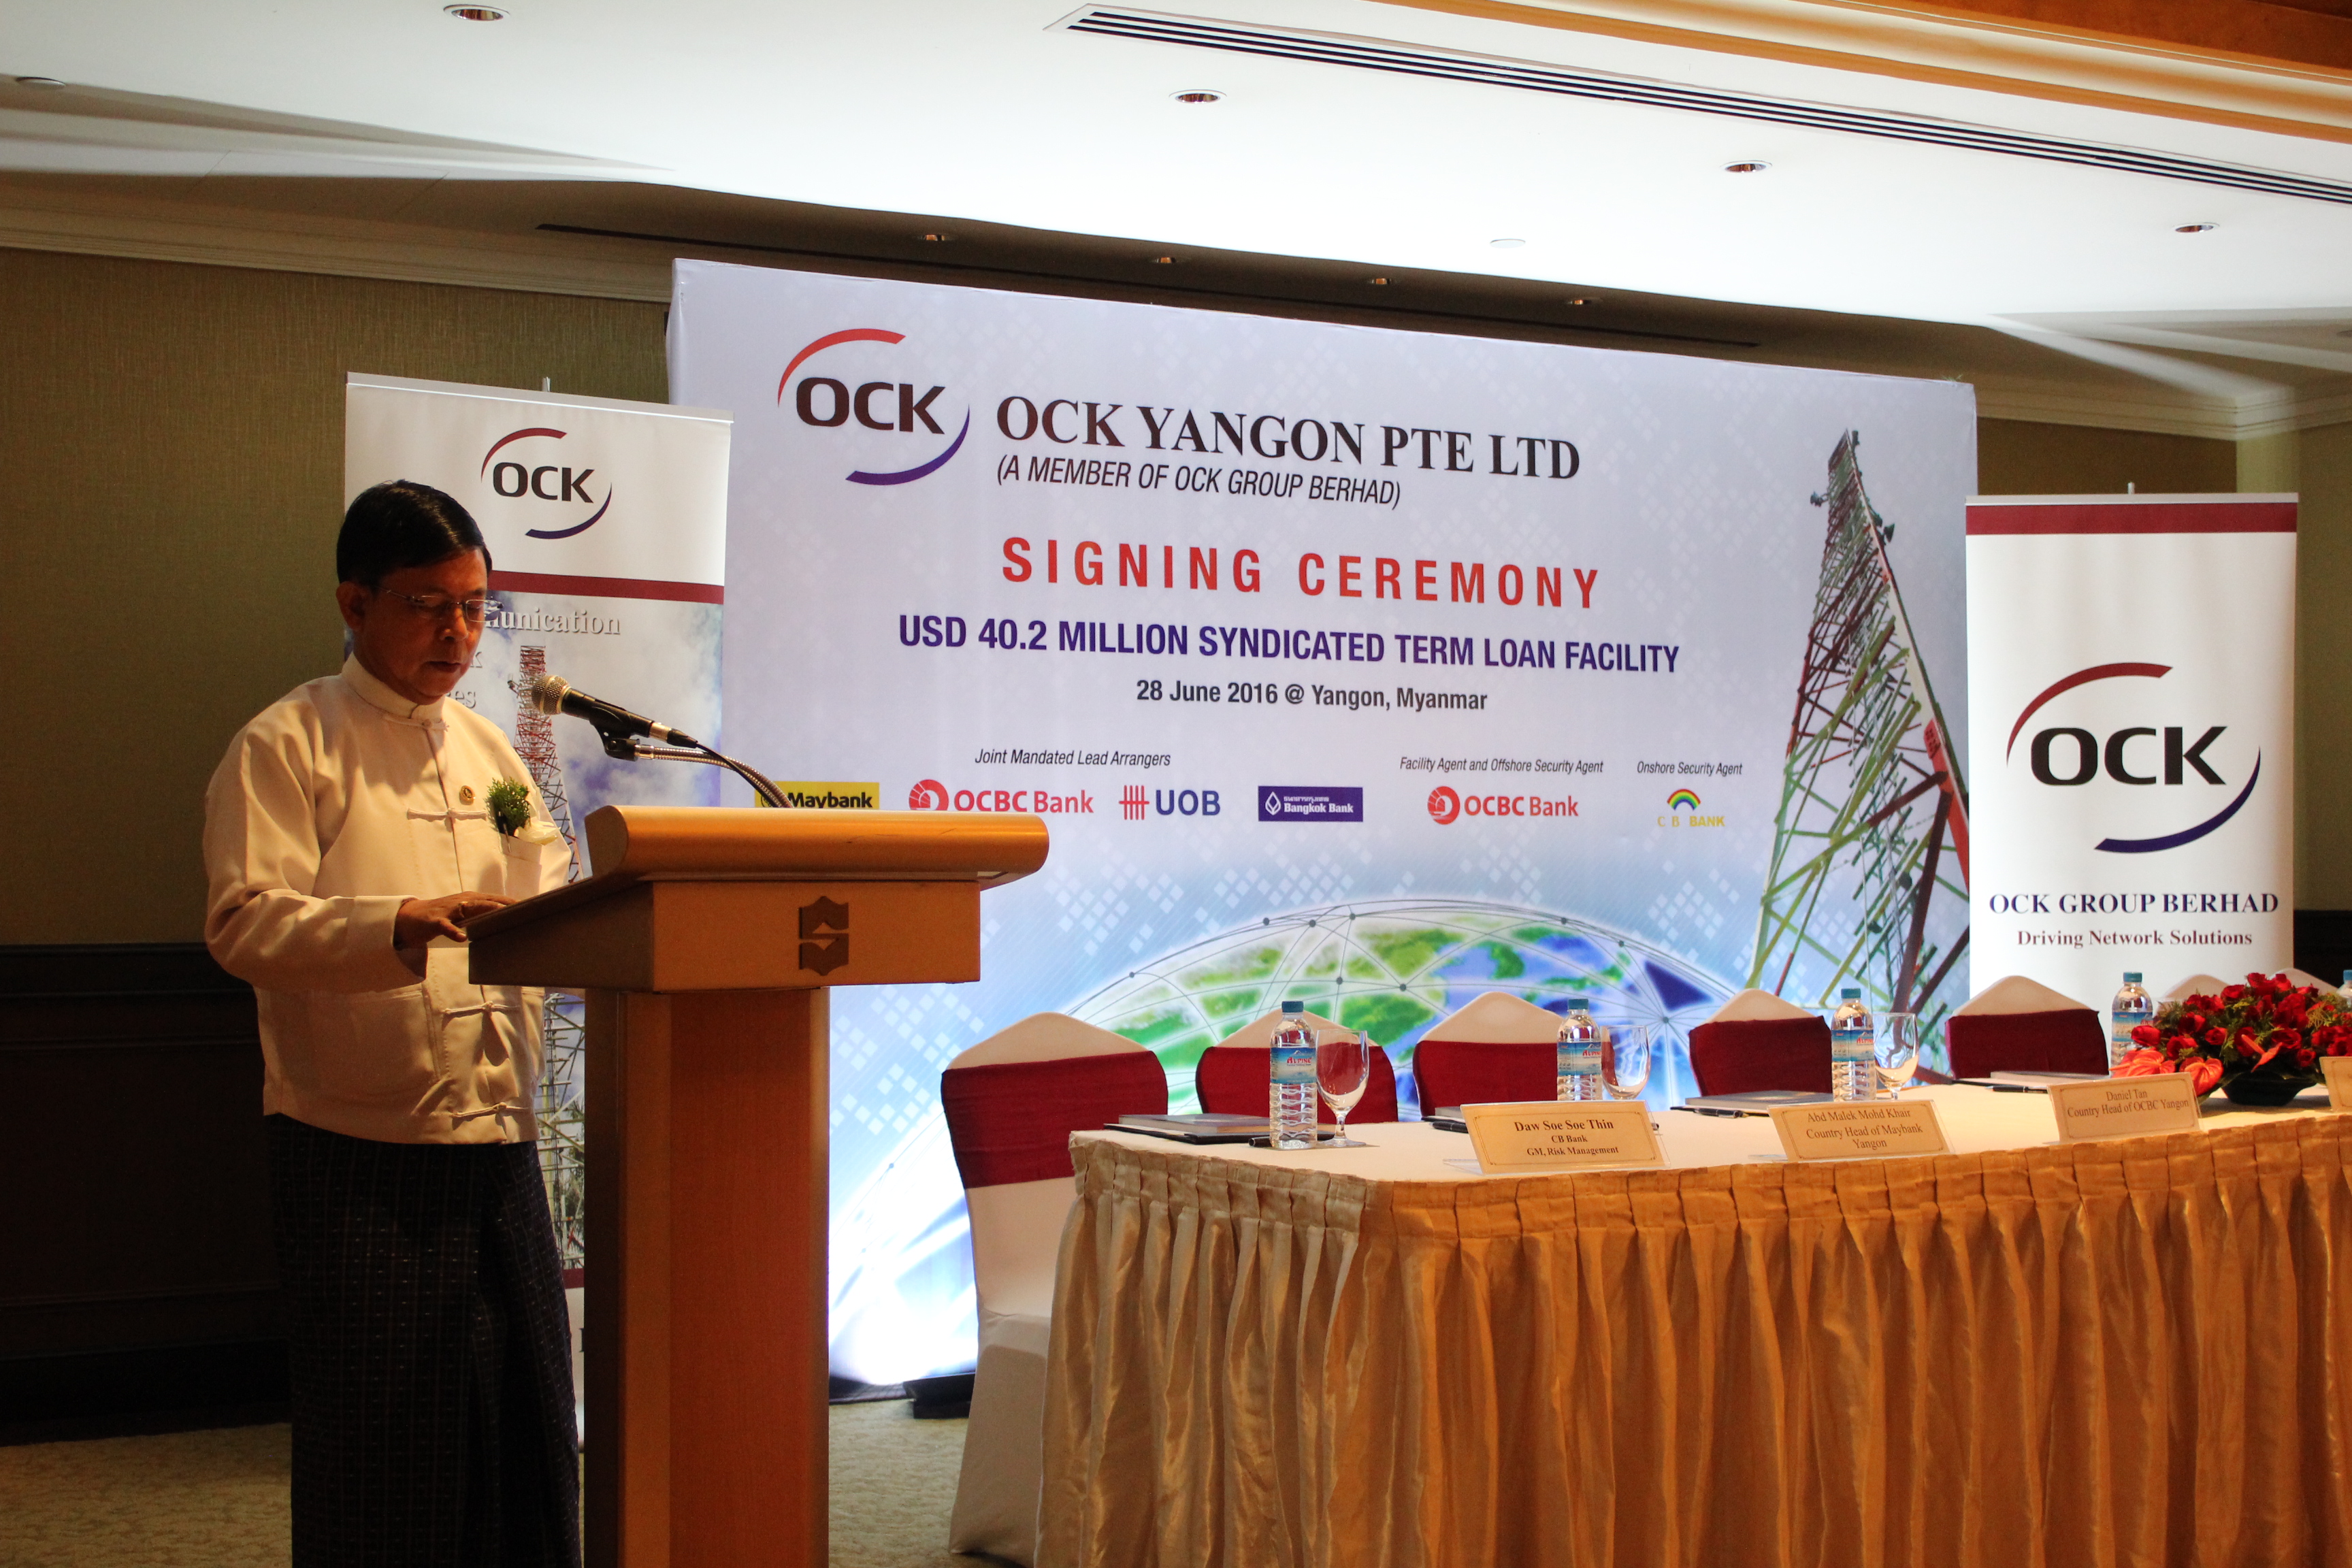 OCK
OCK YANGON PTE LTD
(A MEMBER OF OCK GROUP BERHAD)
SIGNING CEREMONY
USD 40.2 MILLION SYNDICATED TERM LOAN FACILITY
28 June 2016 @ Yangon, Myanmar
Joint Mandated Lead Arrangers
Facility Agent and Offshore Security Agent
Onshore Security Agent
Maybank
OCBC Bank
UOB
Bangkok Bank
OCBC Bank
CB BANK
OCK
OCK
OCK GROUP BERHAD
Driving Network Solutions
ALPINE
Daw Soe Soe Thin
CB Bank
GM, Risk Management
Abd Malek Mohd Khair
Country Head of Maybank
Yangon
Daniel Tan
Country Head of OCBC Yangon